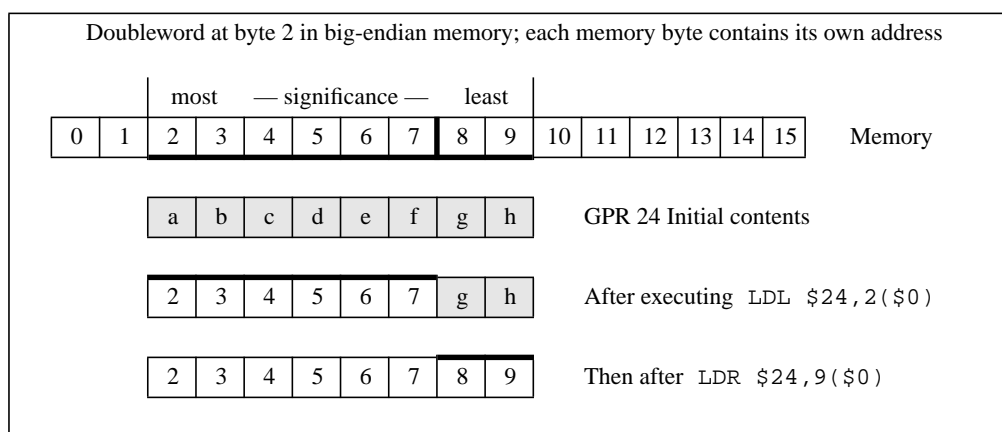 Doubleword at byte 2 in big-endian memory; each memory byte contains its own address
most — significance — least
0 1 2 3 4 5 6 7 8 9 10 11 12 13 14 15 Memory
a b c d e f g h GPR 24 Initial contents
2 3 4 5 6 7 g h After executing LDL $24,2($0)
2 3 4 5 6 7 8 9 Then after LDR $24,9($0)